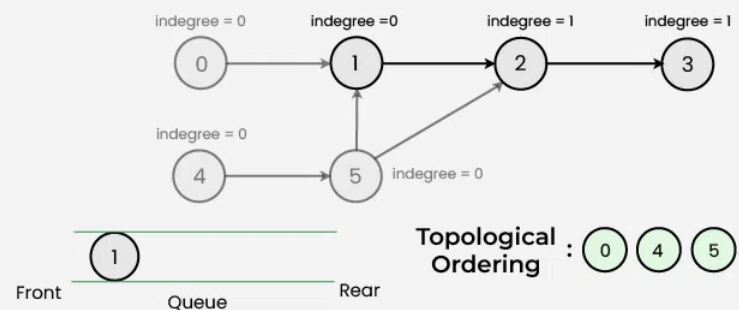 indegree = 0
indegree =0
indegree = 1
indegree = 1
0
1
2
3
indegree = 0
4
5
indegree = 0
Topological
Ordering
:
0
4
5
1
Front
Queue
Rear